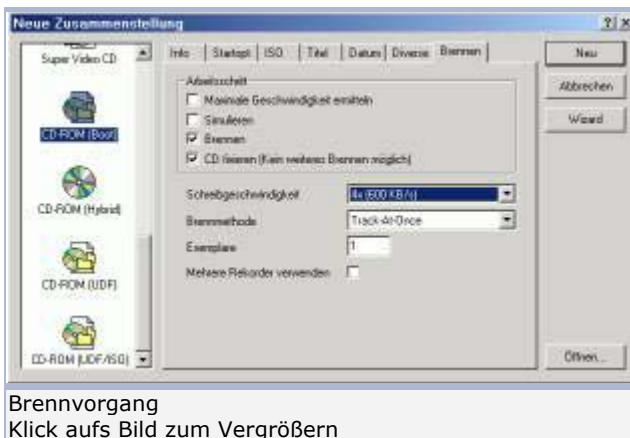 Neue Zusammenstellung
Super Video CD
CD-ROM (Boot)
CD-ROM (Hybrid)
CD-ROM (UDF)
CD-ROM (UDF/ISO)
Info
Startopt
ISO
Titel
Datum
Diverse
Brennen
Arbeitsschritt
Maximale Geschwindigkeit ermitteln
Simulieren
Brennen
CD fixieren (Kein weiteres Brennen möglich)
Schreibgeschwindigkeit
4x (600 KB/s)
Brennmethode
Track-At-Once
Exemplare
1
Mehrere Rekorder verwenden
Neu
Abbrechen
Wizard
Öffnen...
Brennvorgang
Klick aufs Bild zum Vergrößern